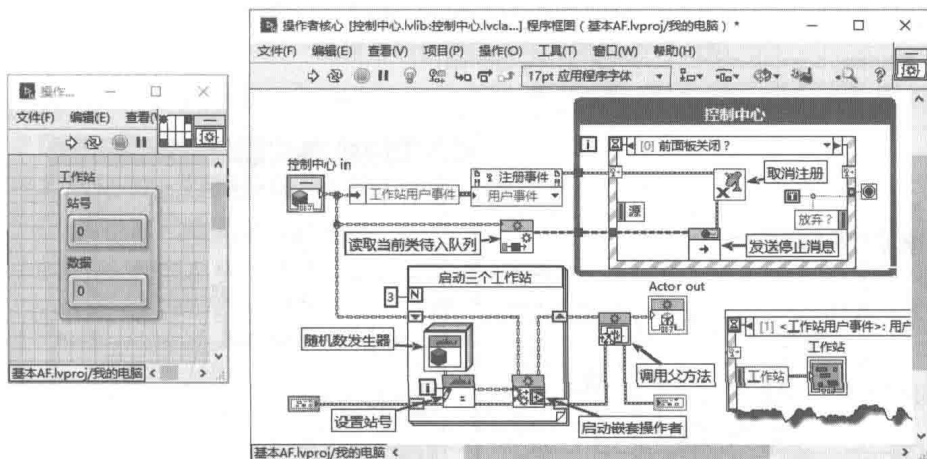 操作...
文件(F) 编辑(E) 查看(V)
工作站
站号
0
数据
0
基本AF.lvproj/我的电脑
操作者核心 [控制中心.lvlib:控制中心.lvcla...] 程序框图 (基本AF.lvproj/我的电脑) *
文件(F) 编辑(E) 查看(V) 项目(P) 操作(O) 工具(T) 窗口(W) 帮助(H)
17pt 应用程序字体
控制中心
[0] 前面板关闭?
取消注册
源
放弃?
发送停止消息
控制中心 in
注册事件
工作站用户事件
用户事件
读取当前类待入队列
启动三个工作站
3 N
随机数发生器
i
设置站号
启动嵌套操作者
Actor out
调用父方法
[1] <工作站用户事件>: 用户
工作站
工作站
基本AF.lvproj/我的电脑